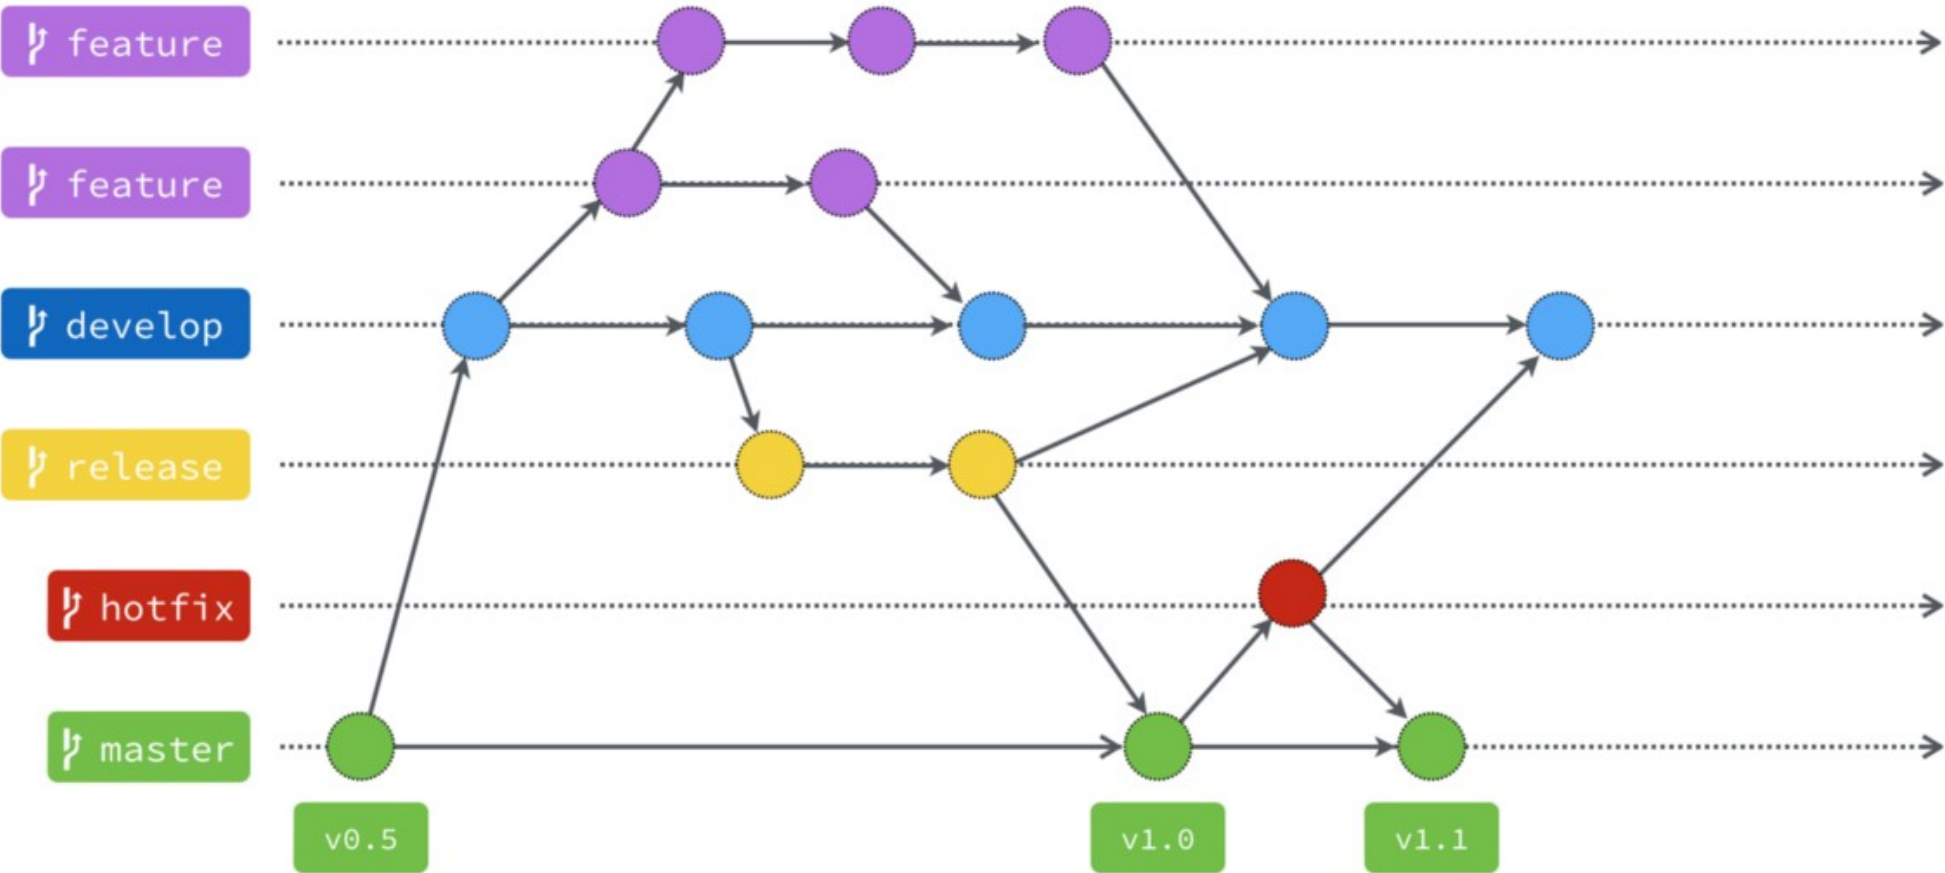 feature
feature
develop
release
hotfix
master
v0.5
v1.0
v1.1